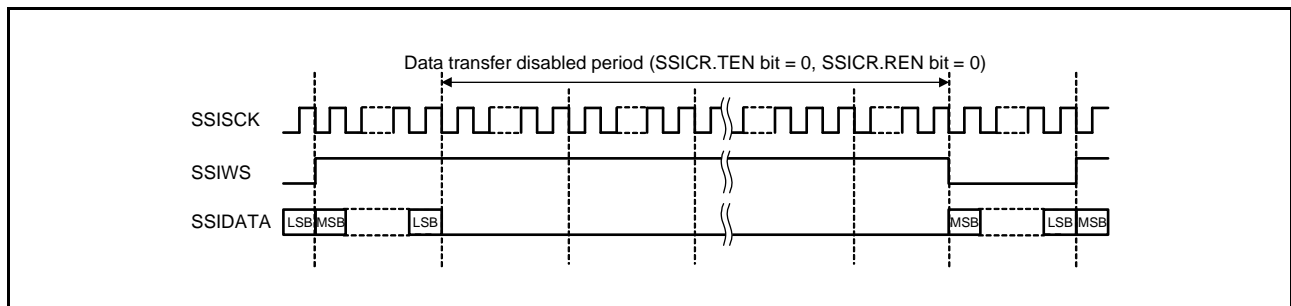 Data transfer disabled period (SSICR.TEN bit = 0, SSICR.REN bit = 0)
SSISCK
SSIWS
SSIDATA LSB MSB LSB MSB LSB MSB